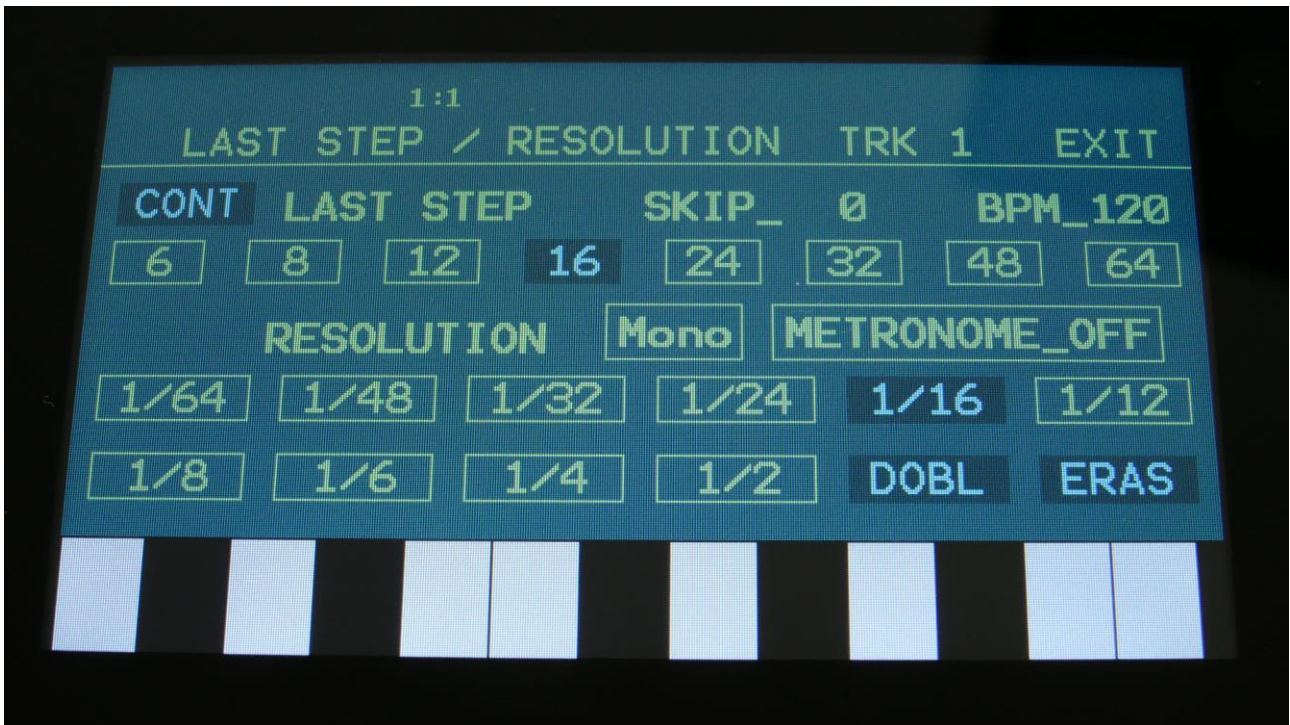 1:1
LAST STEP / RESOLUTION TRK 1 EXIT
CONT LAST STEP SKIP_ 0 BPM_120
6 8 12 16 24 32 48 64
RESOLUTION Mono METRONOME_OFF
1/64 1/48 1/32 1/24 1/16 1/12
1/8 1/6 1/4 1/2 DOBL ERAS